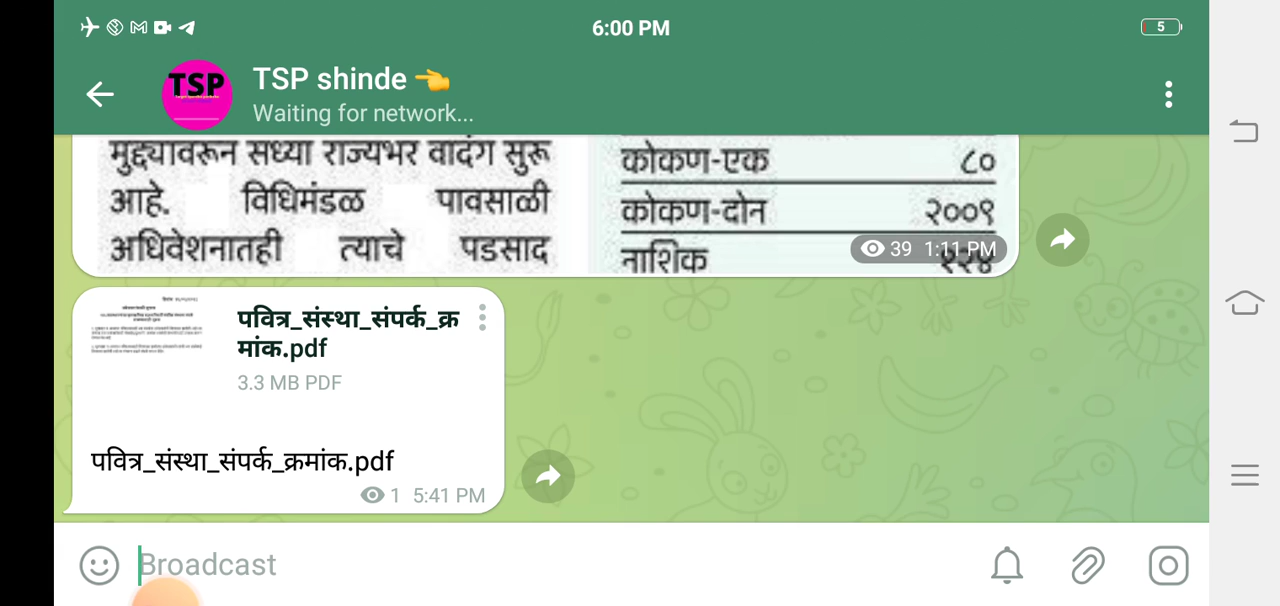 6:00 PM
5
TSP
TSP shinde 👈
Waiting for network...
मुद्द्यावरून सध्या राज्यभर वादंग सुरू
आहे. विधिमंडळ पावसाळी
अधिवेशनातही त्याचे पडसाद
कोकण-एक ८०
कोकण-दोन २००९
नाशिक १२४
39 1:11 PM
पवित्र_संस्था_संपर्क_क्र
मांक.pdf
3.3 MB PDF
पवित्र_संस्था_संपर्क_क्रमांक.pdf
1 5:41 PM
Broadcast